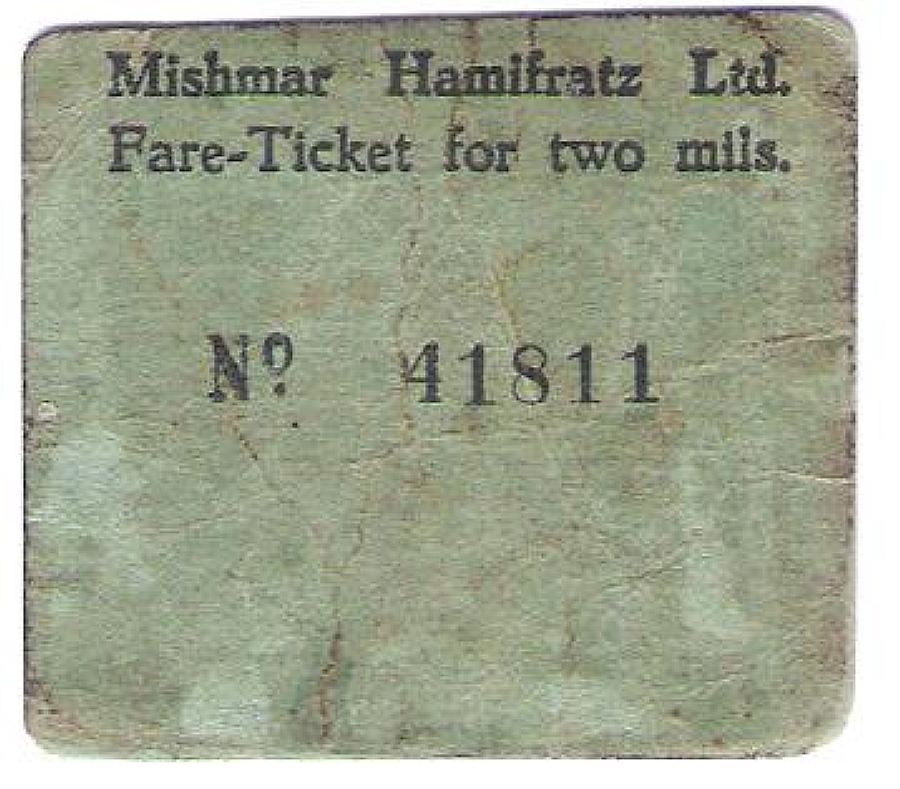 Mishmar Hamifratz Ltd.
Fare-Ticket for two mils.
Nº 41811